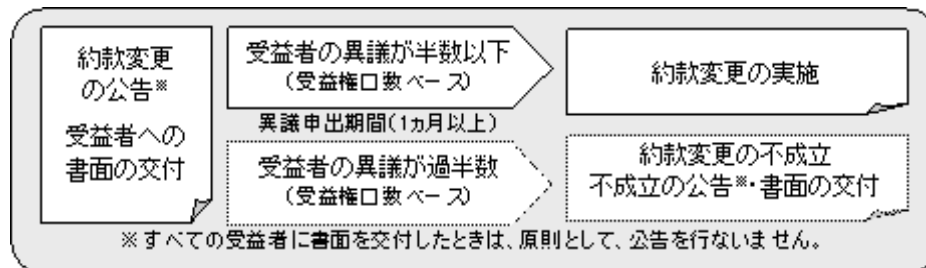 約款変更
の公告※
受益者への
書面の交付
受益者の異議が半数以下
(受益権口数ベース)
約款変更の実施
異議申出期間(1ヵ月以上)
受益者の異議が過半数
(受益権口数ベース)
約款変更の不成立
不成立の公告※・書面の交付
※すべての受益者に書面を交付したときは、原則として、公告を行ないません。